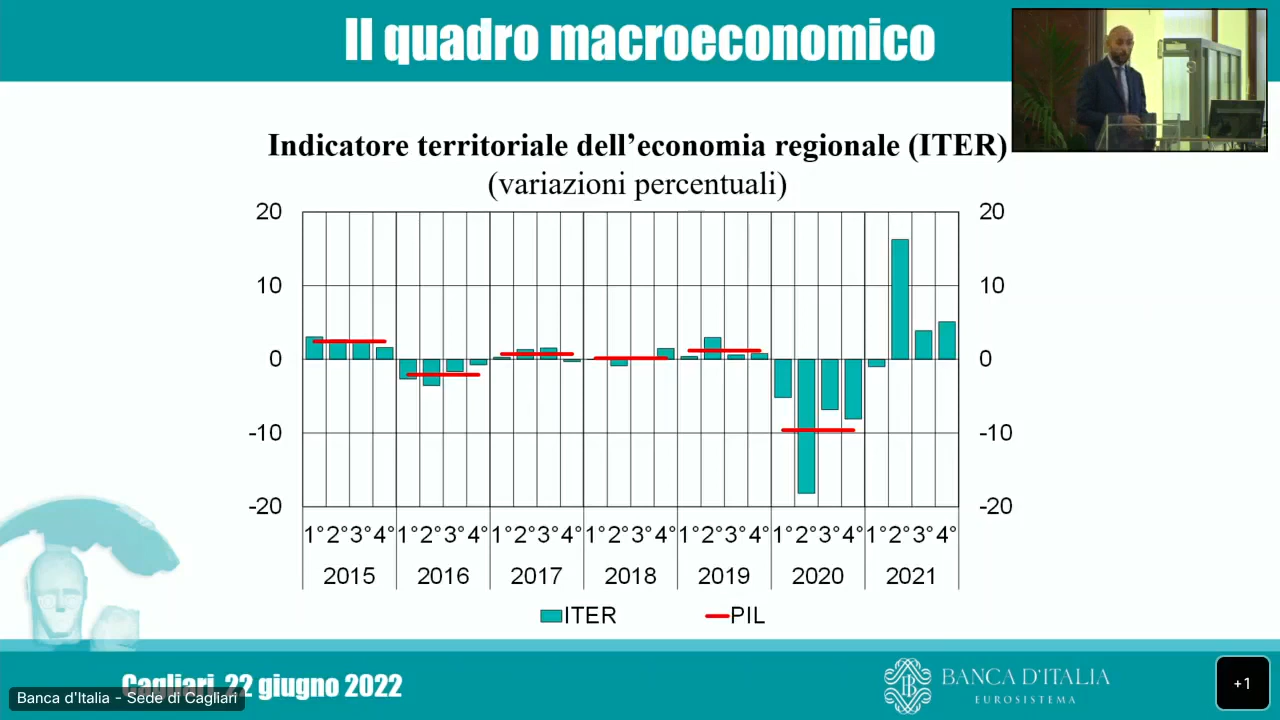 Il quadro macroeconomico
Indicatore territoriale dell'economia regionale (ITER)
(variazioni percentuali)
20 20
10 10
0 0
-10 -10
-20 -20
1° 2° 3° 4° 1° 2° 3° 4° 1° 2° 3° 4° 1° 2° 3° 4° 1° 2° 3° 4° 1° 2° 3° 4° 1° 2° 3° 4°
2015 2016 2017 2018 2019 2020 2021
ITER PIL
Cagliari, 22 giugno 2022
Banca d'Italia - Sede di Cagliari
BANCA D'ITALIA
EUROSISTEMA
+1